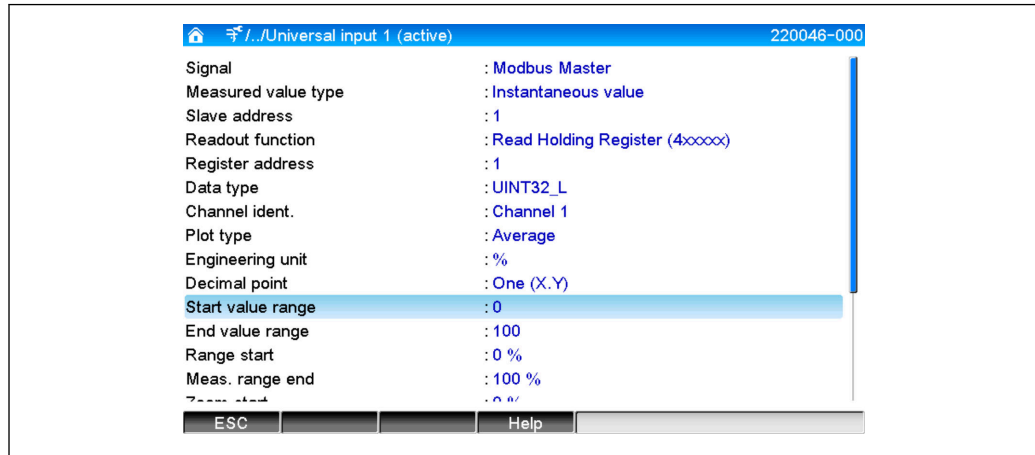 /../Universal input 1 (active) 220046-000
Signal : Modbus Master
Measured value type : Instantaneous value
Slave address : 1
Readout function : Read Holding Register (4xxxxx)
Register address : 1
Data type : UINT32_L
Channel ident. : Channel 1
Plot type : Average
Engineering unit : %
Decimal point : One (X.Y)
Start value range : 0
End value range : 100
Range start : 0 %
Meas. range end : 100 %
Zoom start : 0 %
ESC Help